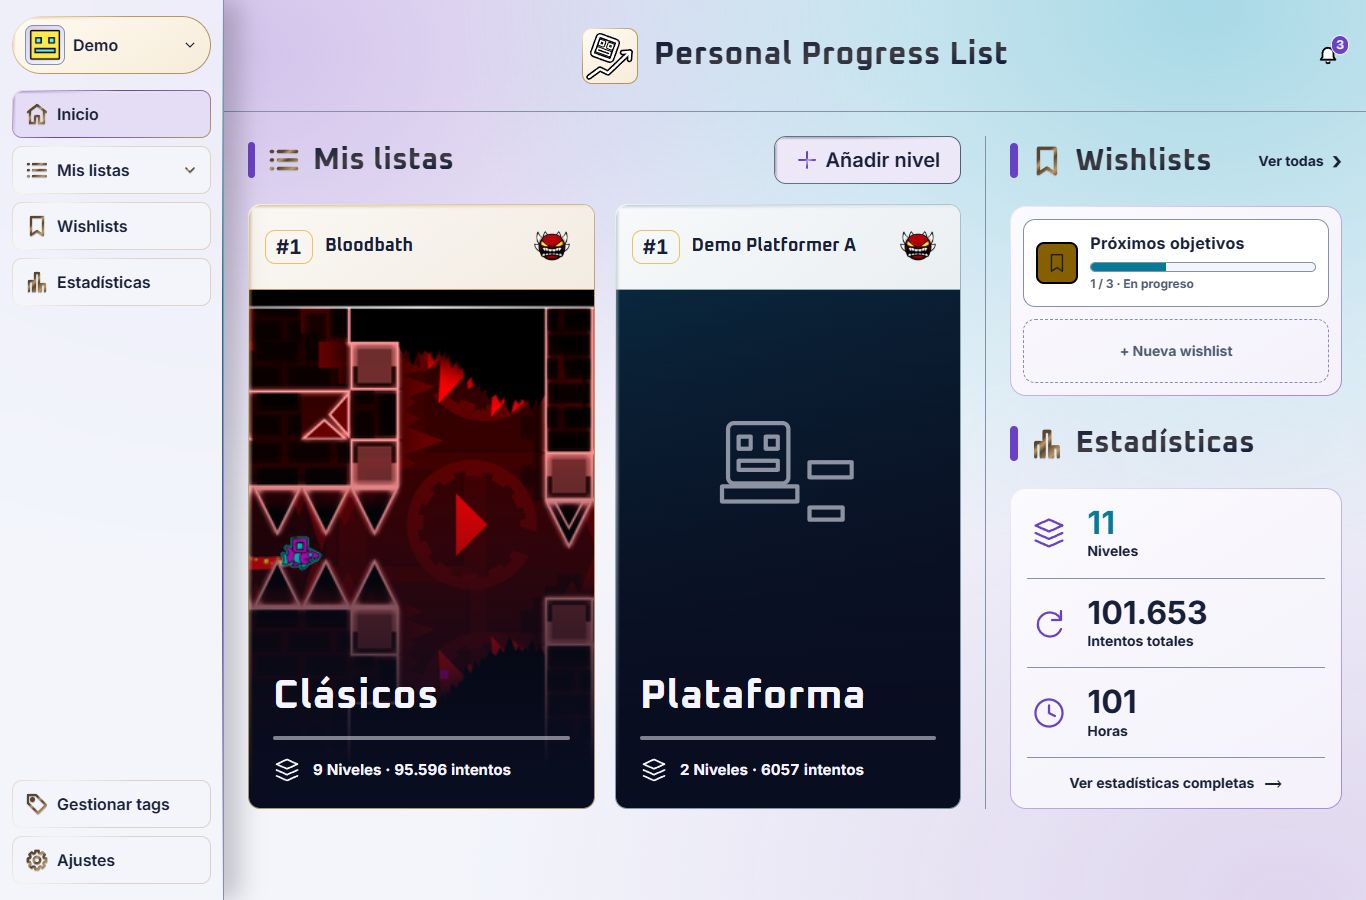 Demo
Inicio
Mis listas
Wishlists
Estadísticas
Gestionar tags
Ajustes
Personal Progress List
3
Mis listas
Añadir nivel
#1 Bloodbath
Clásicos
9 Niveles · 95.596 intentos
#1 Demo Platformer A
Plataforma
2 Niveles · 6057 intentos
Wishlists
Ver todas
Próximos objetivos
1 / 3 · En progreso
+ Nueva wishlist
Estadísticas
11
Niveles
101.653
Intentos totales
101
Horas
Ver estadísticas completas →